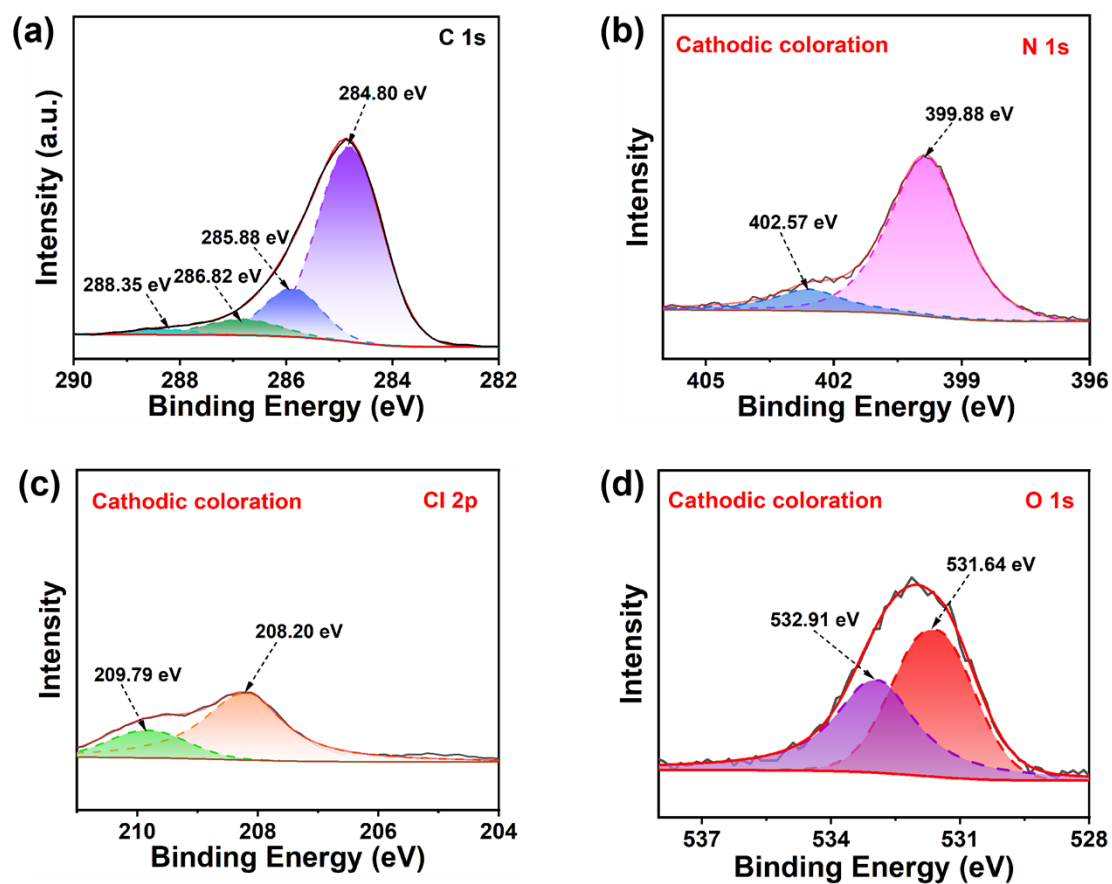 (a)
C 1s
284.80 eV
285.88 eV
286.82 eV
288.35 eV
Intensity (a.u.)
290 288 286 284 282
Binding Energy (eV)
(b)
Cathodic coloration N 1s
399.88 eV
402.57 eV
Intensity
405 402 399 396
Binding Energy (eV)
(c)
Cathodic coloration Cl 2p
208.20 eV
209.79 eV
Intensity
210 208 206 204
Binding Energy (eV)
(d)
Cathodic coloration O 1s
531.64 eV
532.91 eV
Intensity
537 534 531 528
Binding Energy (eV)